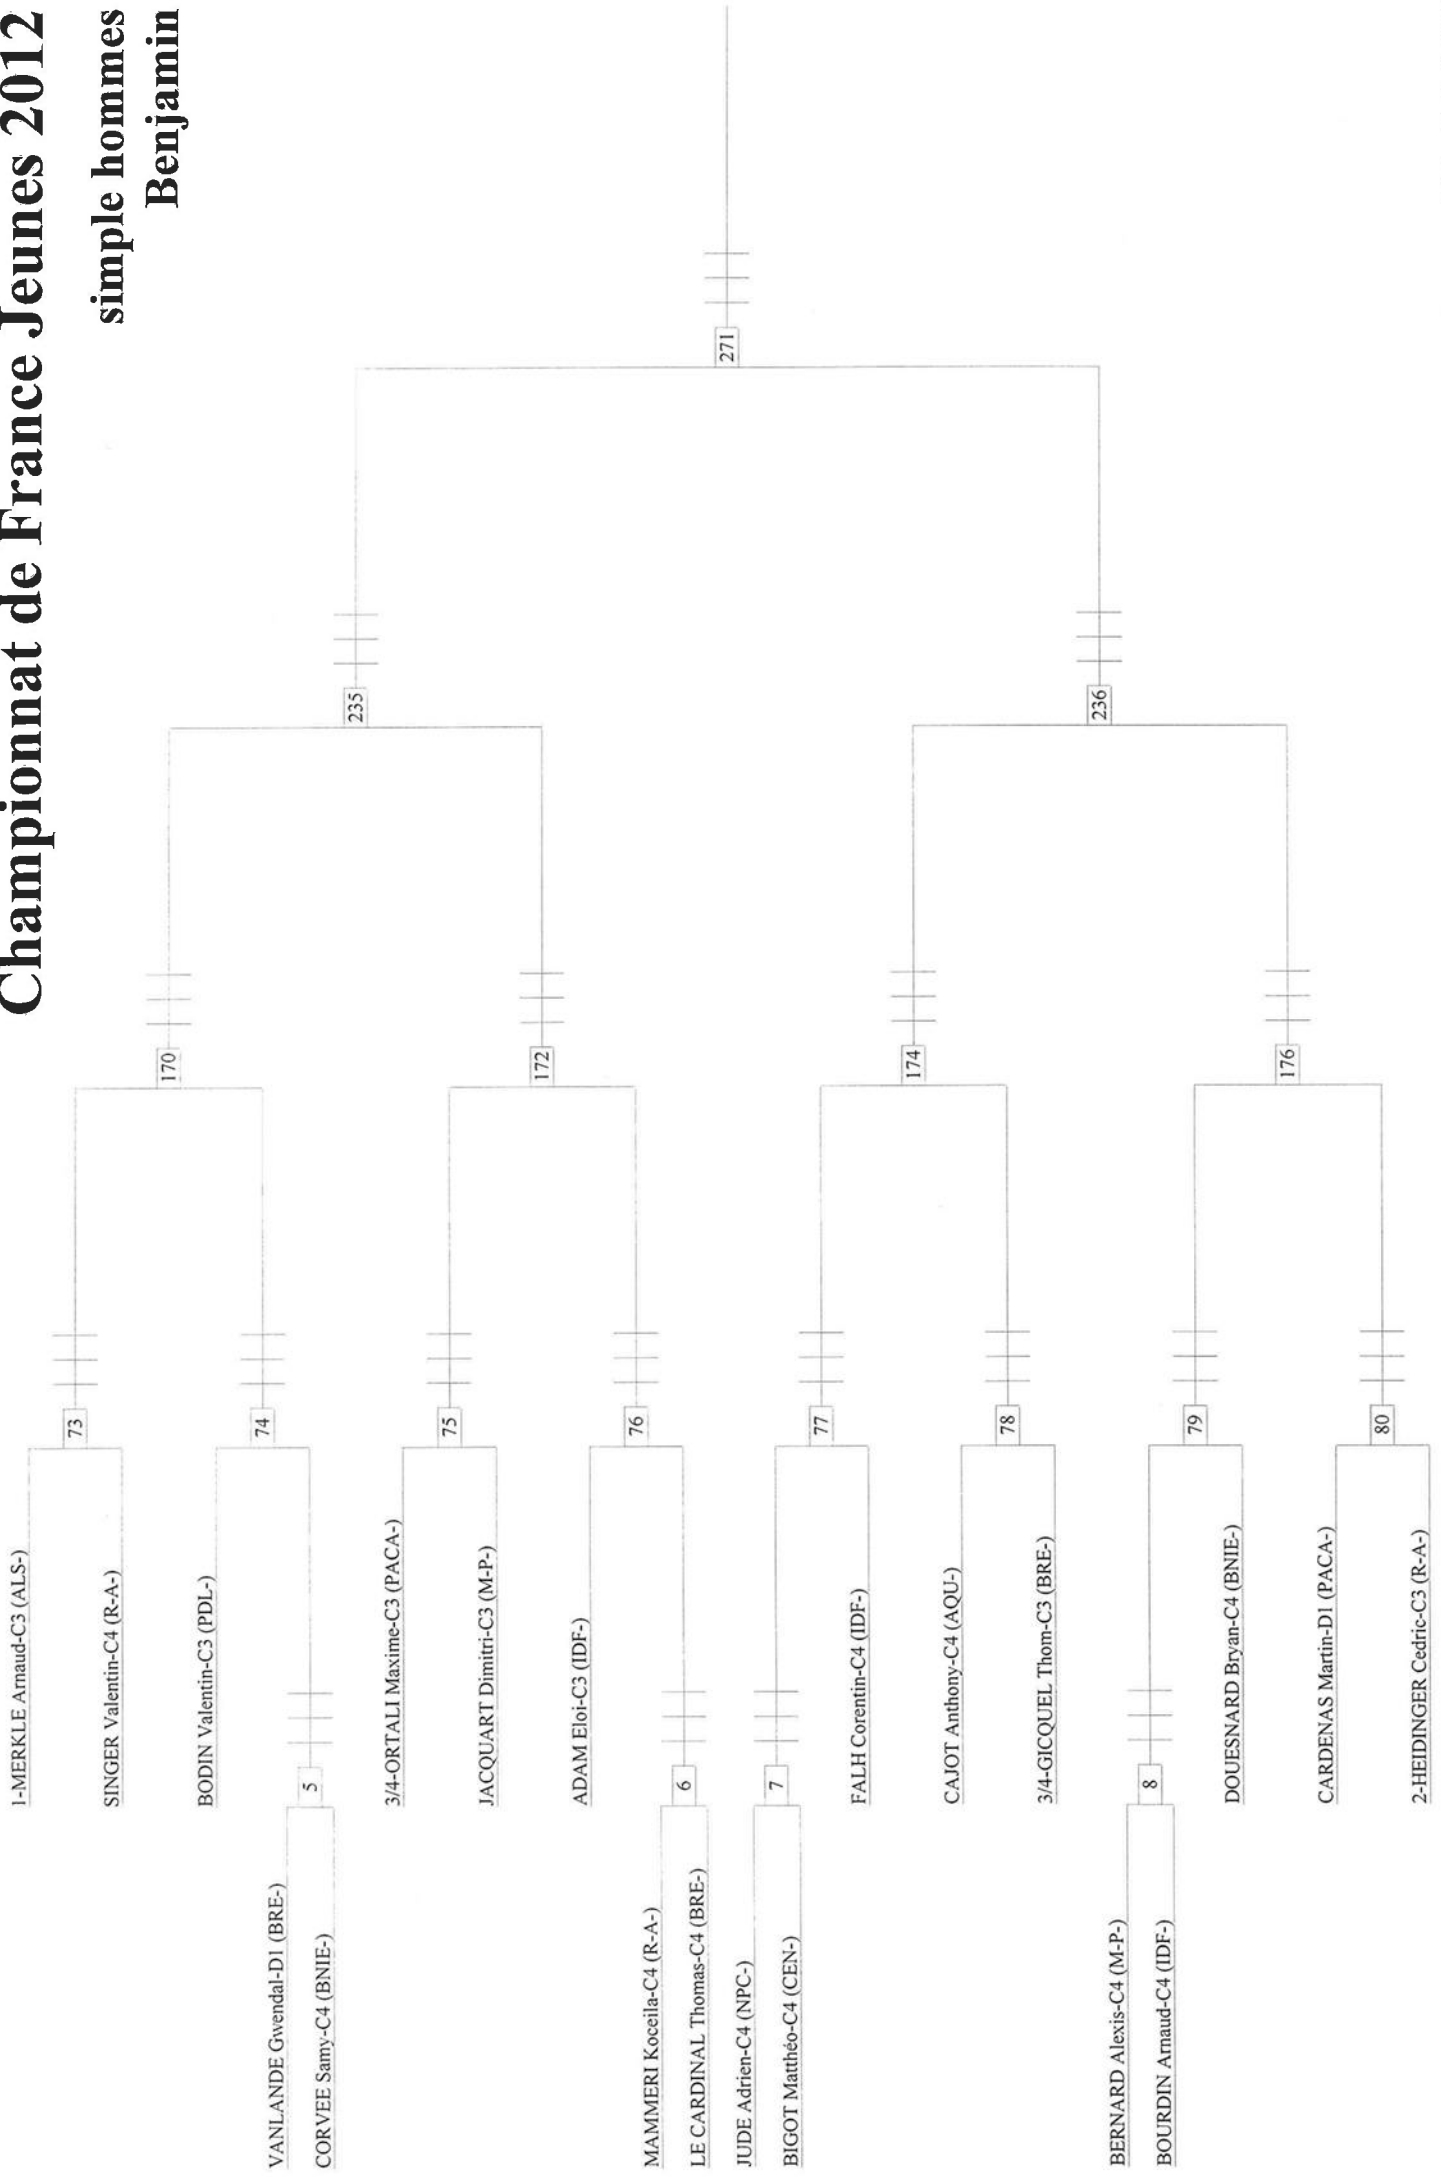 Championnat de France Jeunes 2012
simple hommes
Benjamin
1-MERKLE Arnaud-C3 (ALS-)
73
SINGER Valentin-C4 (R-A-)
170
BODIN Valentin-C3 (PDL-)
74
VANLANDE Gwendal-D1 (BRE-)
5
CORVEE Samy-C4 (BNIE-)
235
3/4-ORTALI Maxime-C3 (PACA-)
75
JACQUART Dimitri-C3 (M-P-)
172
ADAM Eloi-C3 (IDF-)
76
MAMMERI Koceila-C4 (R-A-)
6
LE CARDINAL Thomas-C4 (BRE-)
271
JUDE Adrien-C4 (NPC-)
7
BIGOT Matthéo-C4 (CEN-)
77
FALH Corentin-C4 (IDF-)
174
CAJOT Anthony-C4 (AQU-)
78
3/4-GICQUEL Thom-C3 (BRE-)
236
BERNARD Alexis-C4 (M-P-)
8
BOURDIN Arnaud-C4 (IDF-)
79
DOUESNARD Bryan-C4 (BNIE-)
176
CARDENAS Martin-D1 (PACA-)
80
2-HEIDINGER Cedric-C3 (R-A-)